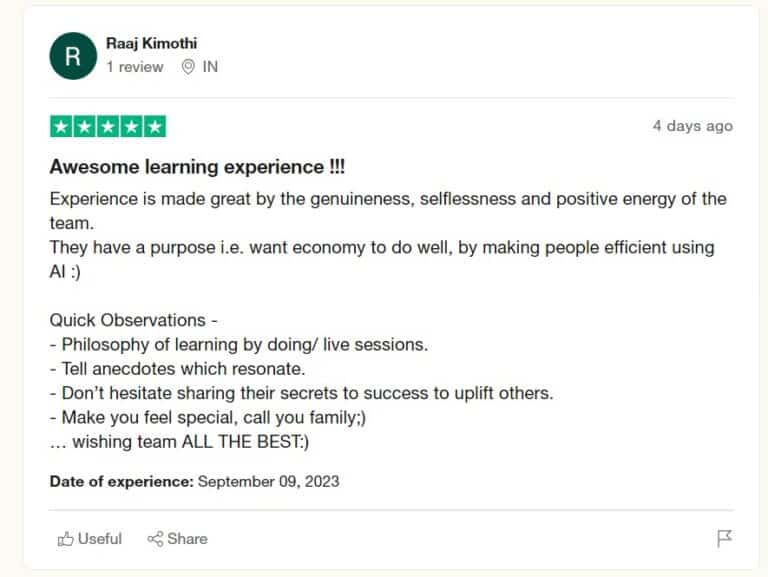 R
Raaj Kimothi
1 review IN
4 days ago
Awesome learning experience !!!
Experience is made great by the genuineness, selflessness and positive energy of the
team.
They have a purpose i.e. want economy to do well, by making people efficient using
AI :)
Quick Observations -
- Philosophy of learning by doing/ live sessions.
- Tell anecdotes which resonate.
- Don’t hesitate sharing their secrets to success to uplift others.
- Make you feel special, call you family;)
… wishing team ALL THE BEST:)
Date of experience: September 09, 2023
Useful Share